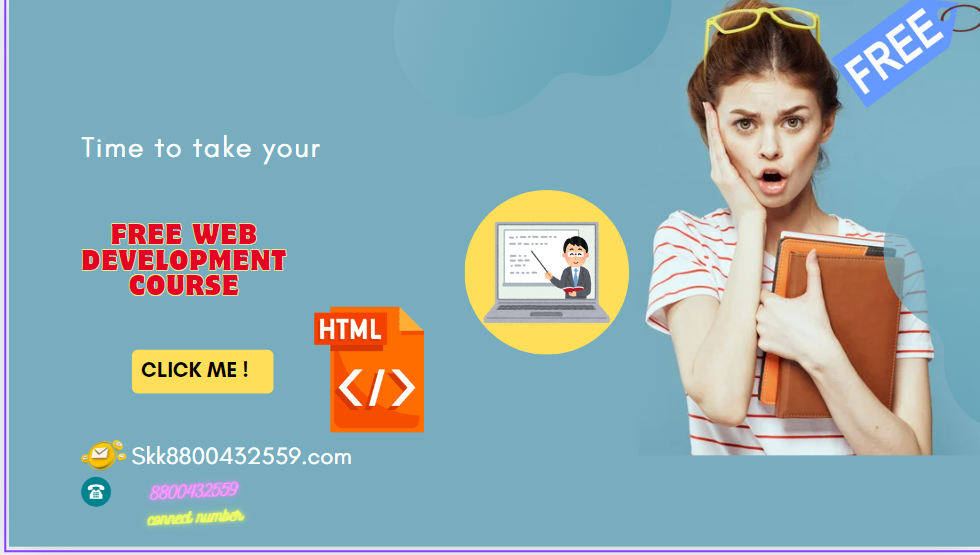 FREE
Time to take your
FREE WEB
DEVELOPMENT
COURSE
HTML
</>
CLICK ME !
Skk8800432559.com
8800432559
connect number